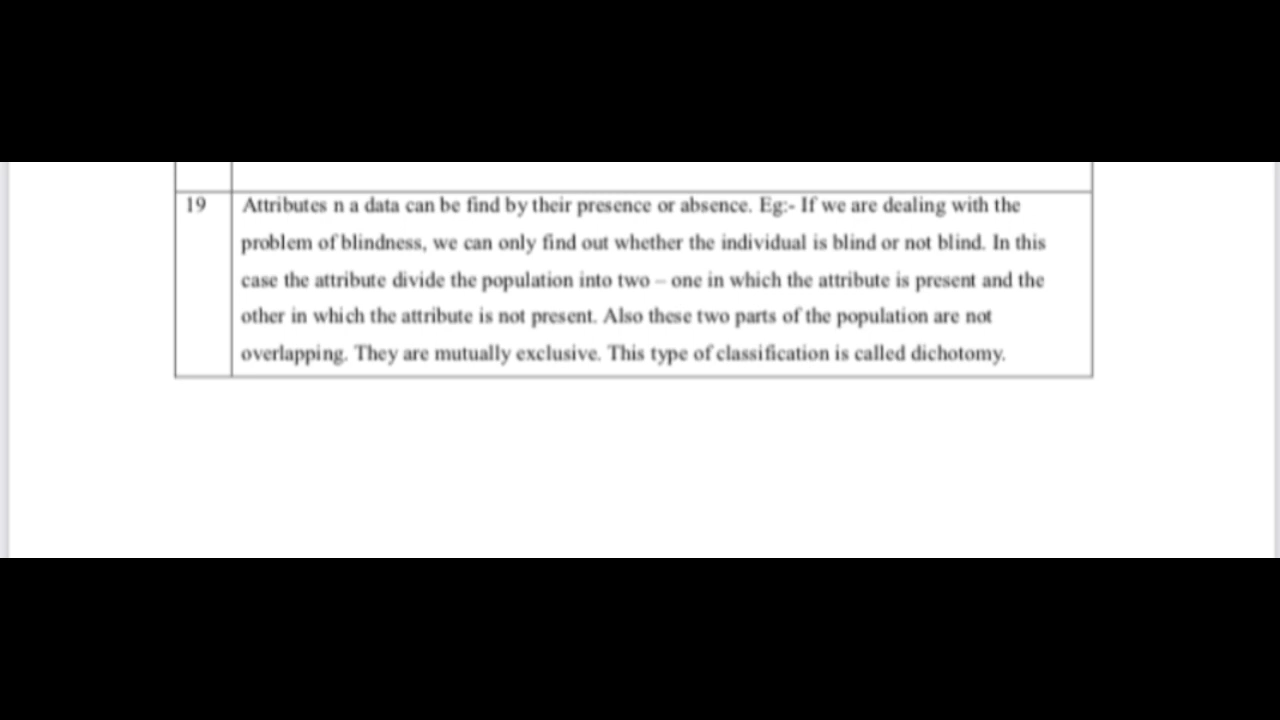 19
Attributes n a data can be find by their presence or absence. Eg:- If we are dealing with the
problem of blindness, we can only find out whether the individual is blind or not blind. In this
case the attribute divide the population into two – one in which the attribute is present and the
other in which the attribute is not present. Also these two parts of the population are not
overlapping. They are mutually exclusive. This type of classification is called dichotomy.